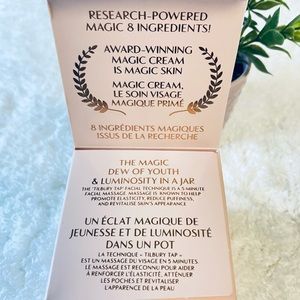 RESEARCH-POWERED
MAGIC 8 INGREDIENTS!
AWARD-WINNING
MAGIC CREAM
IS MAGIC SKIN
MAGIC CREAM,
LE SOIN VISAGE
MAGIQUE PRIMÉ
8 INGRÉDIENTS MAGIQUES
ISSUS DE LA RECHERCHE
THE MAGIC
DEW OF YOUTH
& LUMINOSITY IN A JAR
THE 'TILBURY TAP' FACIAL TECHNIQUE IS A 5-MINUTE
FACIAL MASSAGE. MASSAGE IS KNOWN TO HELP
PROMOTE ELASTICITY, REDUCE PUFFINESS,
AND REVITALISE SKIN'S APPEARANCE
UN ÉCLAT MAGIQUE DE
JEUNESSE ET DE LUMINOSITÉ
DANS UN POT
LA TECHNIQUE « TILBURY TAP »
EST UN MASSAGE DU VISAGE EN 5 MINUTES.
LE MASSAGE EST RECONNU POUR AIDER
À RENFORCER L'ÉLASTICITÉ, ATTÉNUER
LES POCHES ET REVITALISER
L'APPARENCE DE LA PEAU